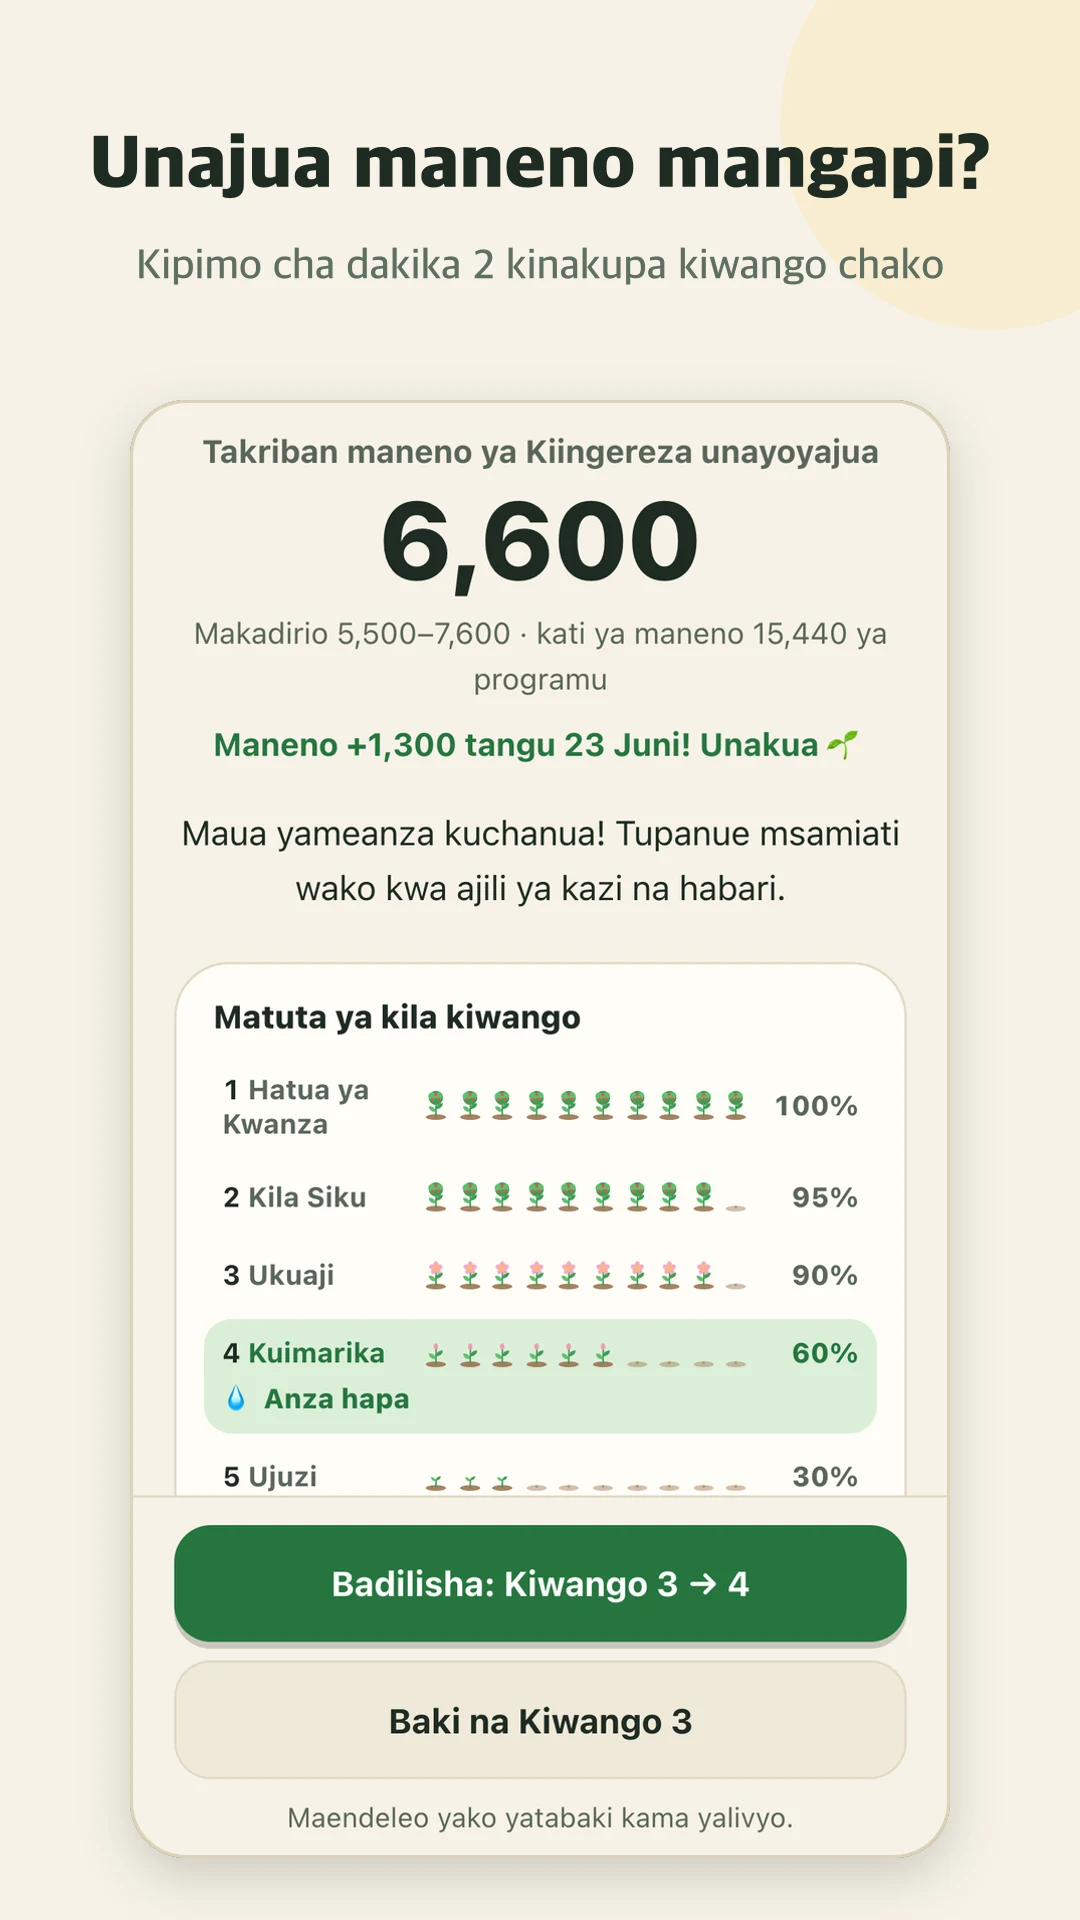 Unajua maneno mangapi?
Kipimo cha dakika 2 kinakupa kiwango chako
Takriban maneno ya Kiingereza unayoyajua
6,600
Makadirio 5,500–7,600 · kati ya maneno 15,440 ya
programu
Maneno +1,300 tangu 23 Juni! Unakua 🌱
Maua yameanza kuchanua! Tupanue msamiati
wako kwa ajili ya kazi na habari.
Matuta ya kila kiwango
1 Hatua ya
Kwanza
100%
2 Kila Siku 95%
3 Ukuaji 90%
4 Kuimarika 60%
💧 Anza hapa
5 Ujuzi 30%
Badilisha: Kiwango 3 → 4
Baki na Kiwango 3
Maendeleo yako yatabaki kama yalivyo.